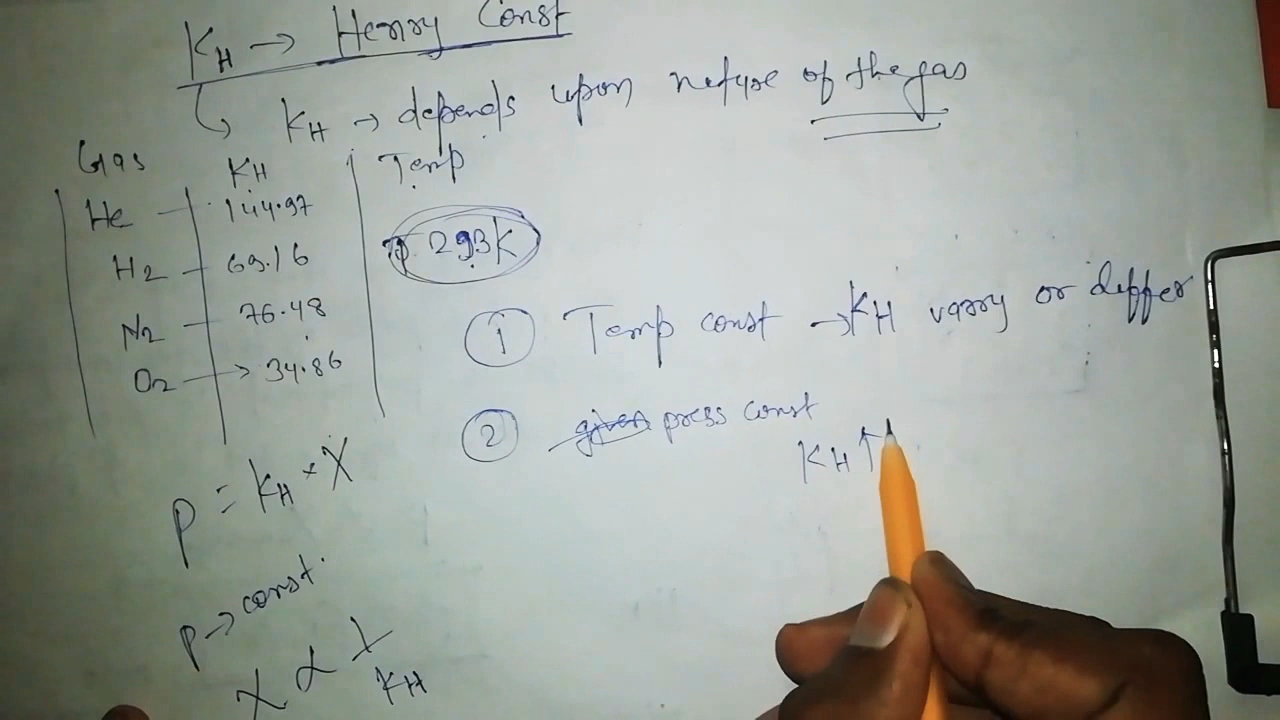 KH → Henry Const
KH → depends upon nature of the gas
Gas KH Temp
He 144.97
H2 69.16
N2 76.48
O2 → 34.86
293K
① Temp const → KH varry or differ
② given press const
KH ↑
P = KH × X
P → const.
X α 1/KH